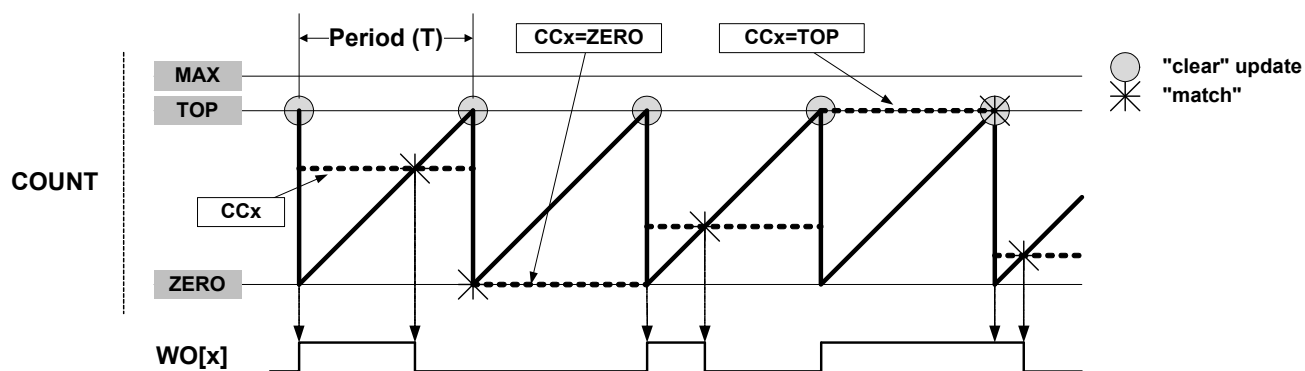 Period (T)
CCx=ZERO
CCx=TOP
"clear" update
"match"
MAX
TOP
COUNT
CCx
ZERO
WO[x]